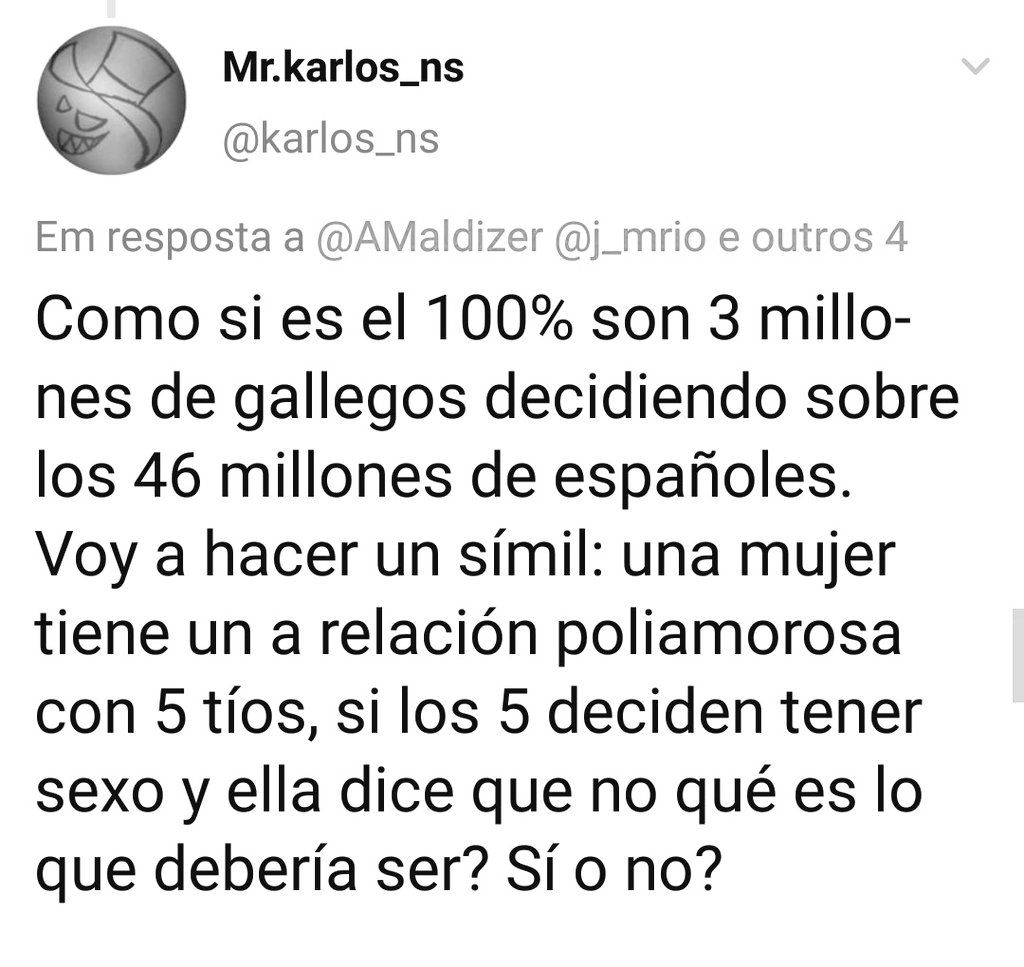 Mr.karlos_ns
@karlos_ns
Em resposta a @AMaldizer @j_mrio e outros 4
Como si es el 100% son 3 millo-
nes de gallegos decidiendo sobre
los 46 millones de españoles.
Voy a hacer un símil: una mujer
tiene un a relación poliamorosa
con 5 tíos, si los 5 deciden tener
sexo y ella dice que no qué es lo
que debería ser? Sí o no?